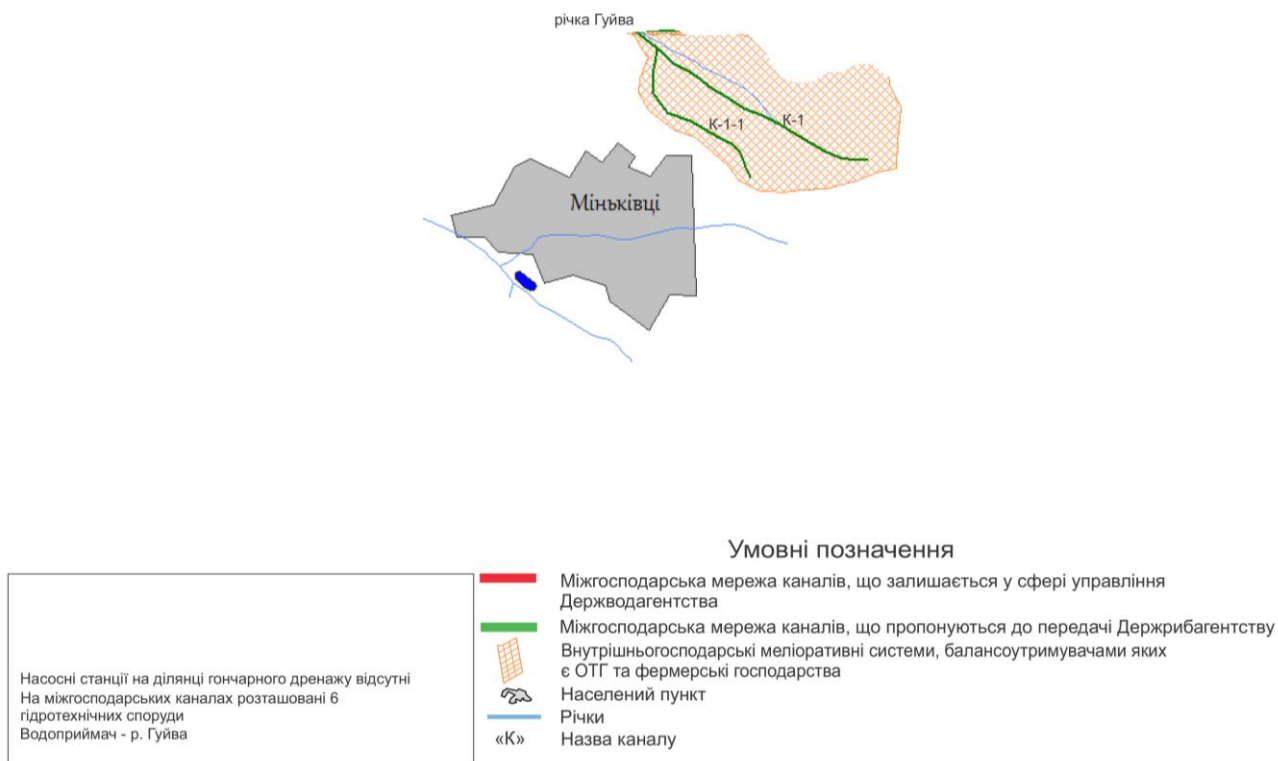 річка Гуйва
К-1-1
К-1
Міньківці
Умовні позначення
Міжгосподарська мережа каналів, що залишається у сфері управління
Держводагентства
Міжгосподарська мережа каналів, що пропонуються до передачі Держрибагентству
Внутрішньогосподарські меліоративні системи, балансоутримувачами яких
є ОТГ та фермерські господарства
Населений пункт
Річки
«К» Назва каналу
Насосні станції на ділянці гончарного дренажу відсутні
На міжгосподарських каналах розташовані 6
гідротехнічних споруди
Водоприймач - р. Гуйва